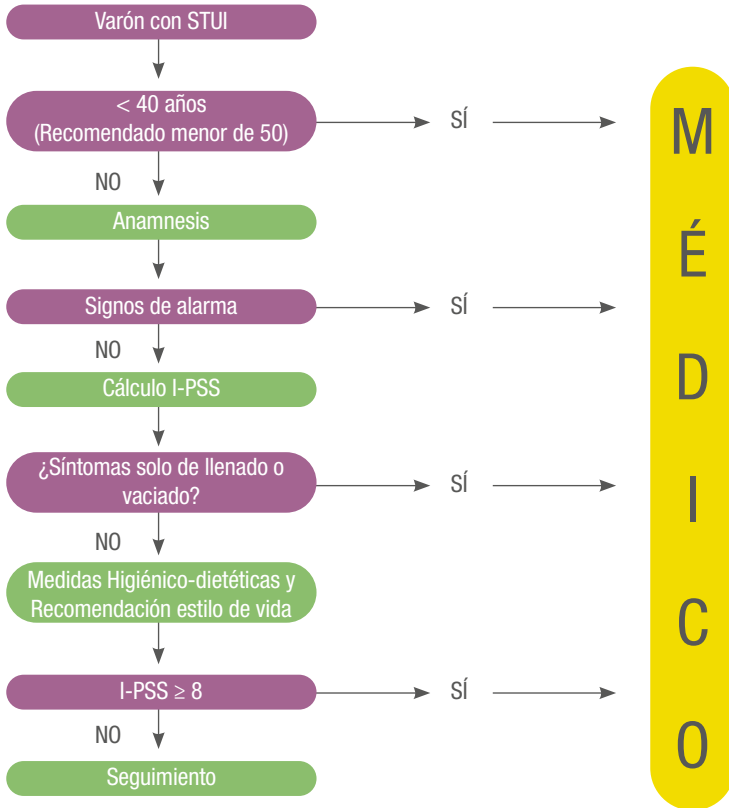 Varón con STUI
< 40 años
(Recomendado menor de 50)
SÍ
NO
Anamnesis
Signos de alarma
SÍ
NO
Cálculo I-PSS
¿Síntomas solo de llenado o
vaciado?
SÍ
NO
Medidas Higiénico-dietéticas y
Recomendación estilo de vida
I-PSS ≥ 8
SÍ
NO
Seguimiento
M
É
D
I
C
O